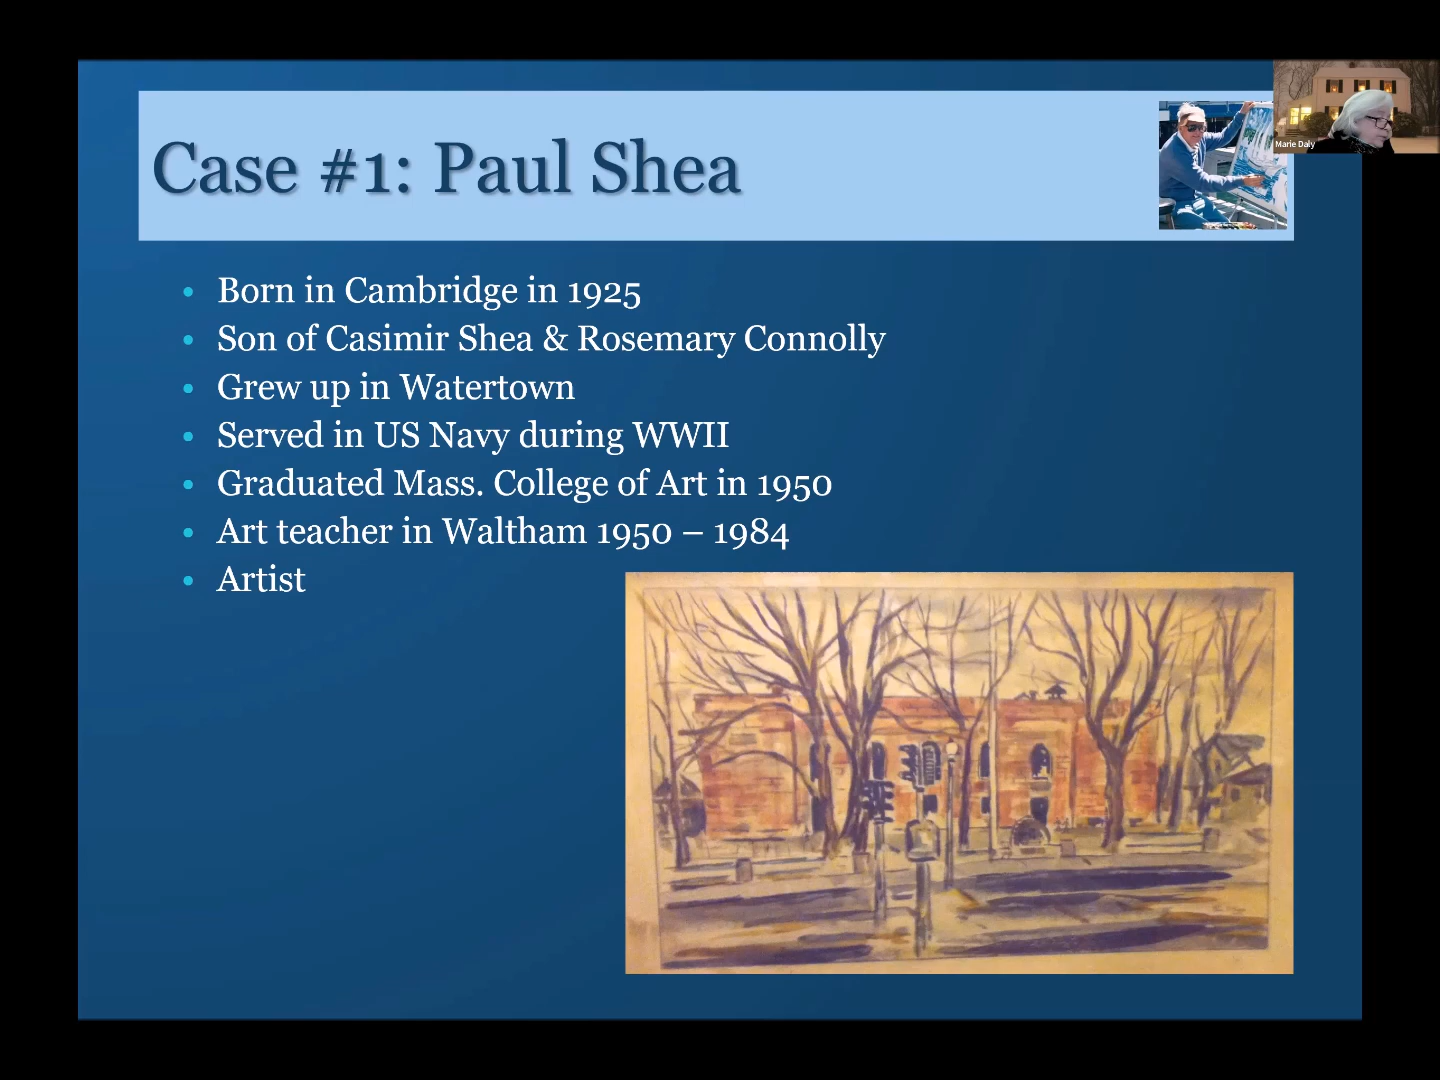 Case #1: Paul Shea
Marie Daly
• Born in Cambridge in 1925
• Son of Casimir Shea & Rosemary Connolly
• Grew up in Watertown
• Served in US Navy during WWII
• Graduated Mass. College of Art in 1950
• Art teacher in Waltham 1950 – 1984
• Artist